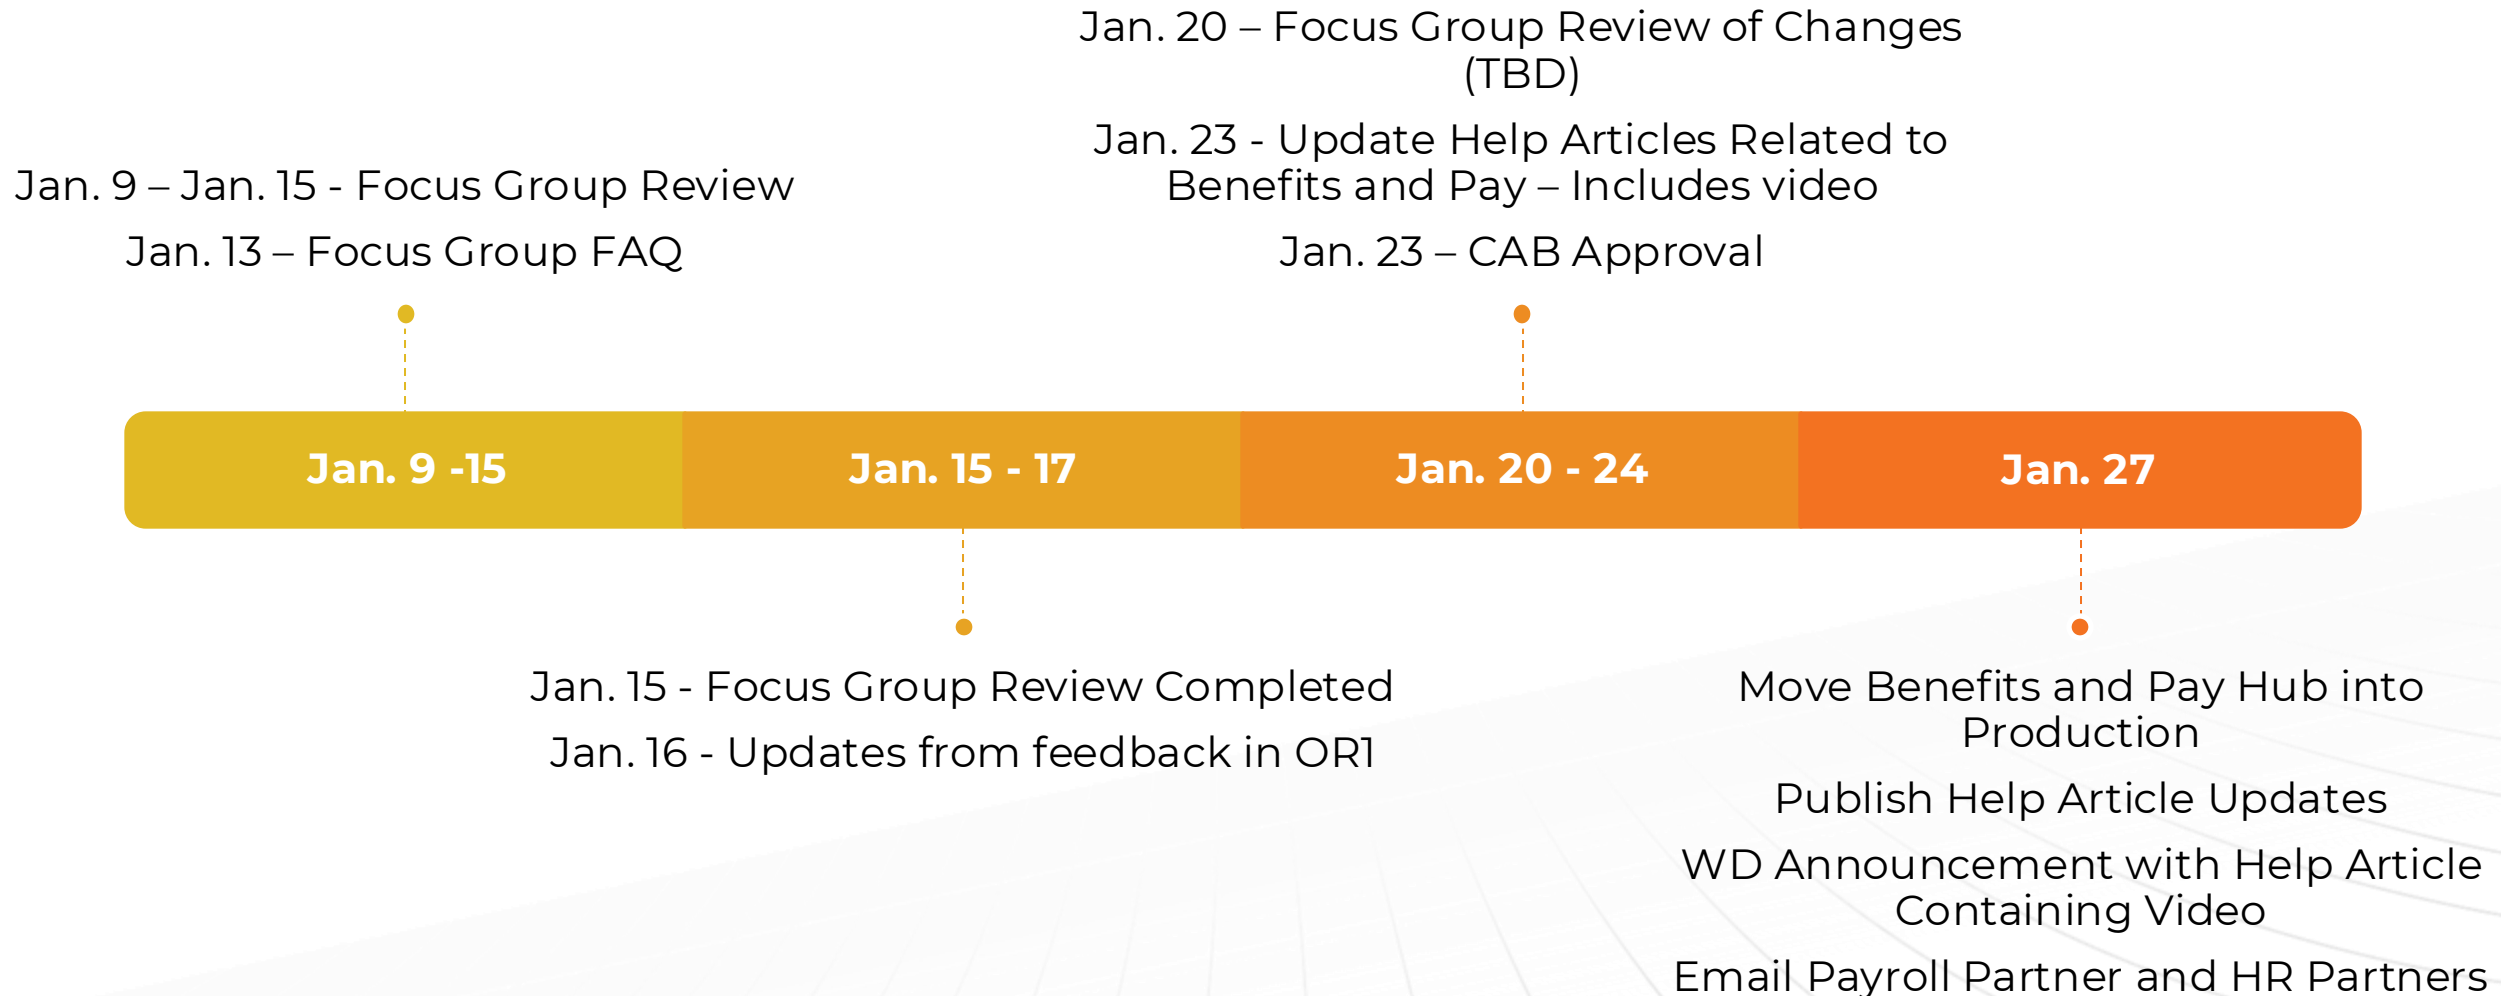 Jan. 20 – Focus Group Review of Changes
(TBD)
Jan. 23 - Update Help Articles Related to
Benefits and Pay – Includes video
Jan. 23 – CAB Approval
Jan. 9 – Jan. 15 - Focus Group Review
Jan. 13 – Focus Group FAQ
Jan. 9 -15
Jan. 15 - 17
Jan. 20 - 24
Jan. 27
Jan. 15 - Focus Group Review Completed
Jan. 16 - Updates from feedback in OR1
Move Benefits and Pay Hub into
Production
Publish Help Article Updates
WD Announcement with Help Article
Containing Video
Email Payroll Partner and HR Partners